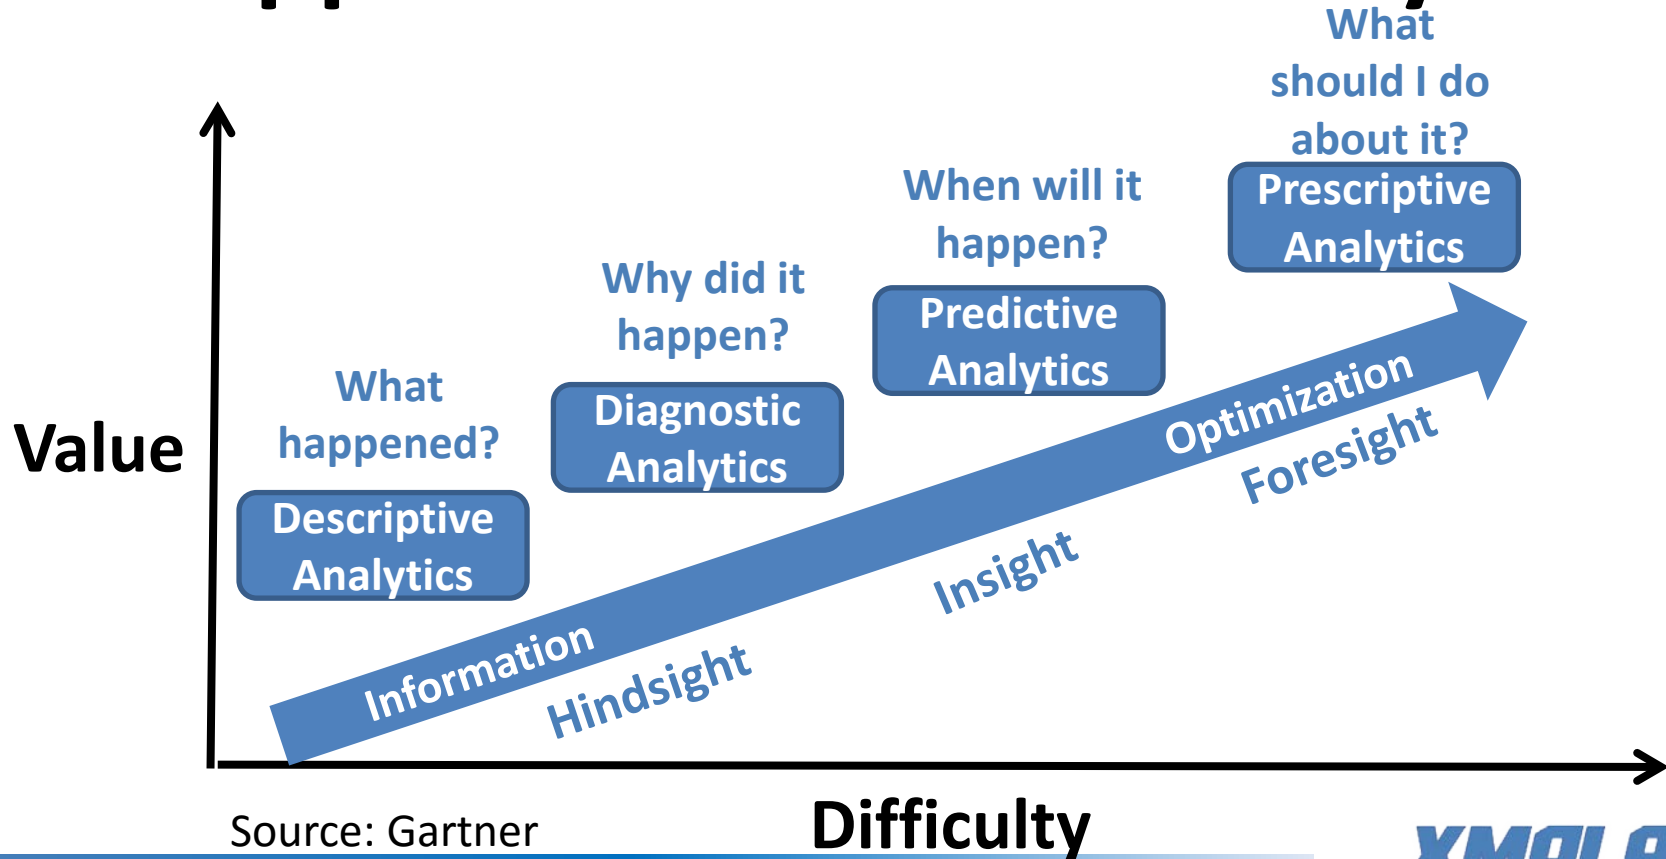 What
should I do
about it?
Prescriptive
Analytics
When will it
happen?
Predictive
Analytics
Why did it
happen?
Diagnostic
Analytics
What
happened?
Descriptive
Analytics
Value
Information
Hindsight
Insight
Optimization
Foresight
Difficulty
Source: Gartner